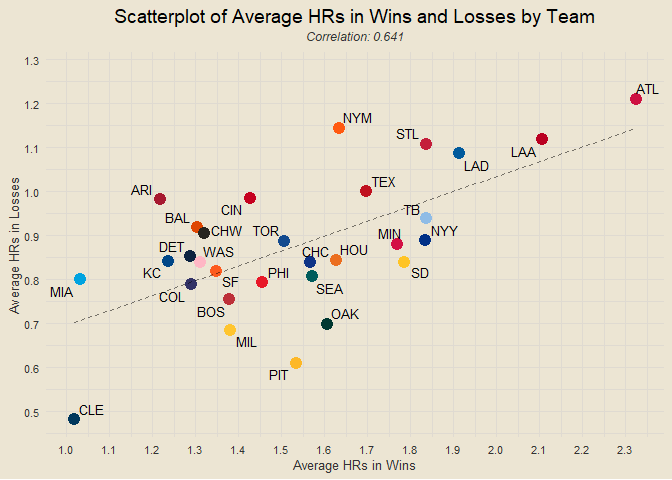 Scatterplot of Average HRs in Wins and Losses by Team
Correlation: 0.641
1.3
1.2
1.1
1.0
0.9
0.8
0.7
0.6
0.5
Average HRs in Losses
ATL
NYM
STL
LAA
LAD
TEX
ARI
CIN
TB
BAL
CHW
TOR
MIN
NYY
DET
WAS
CHC
HOU
KC
SF
PHI
SD
MIA
COL
SEA
BOS
OAK
MIL
PIT
CLE
1.0 1.1 1.2 1.3 1.4 1.5 1.6 1.7 1.8 1.9 2.0 2.1 2.2 2.3
Average HRs in Wins